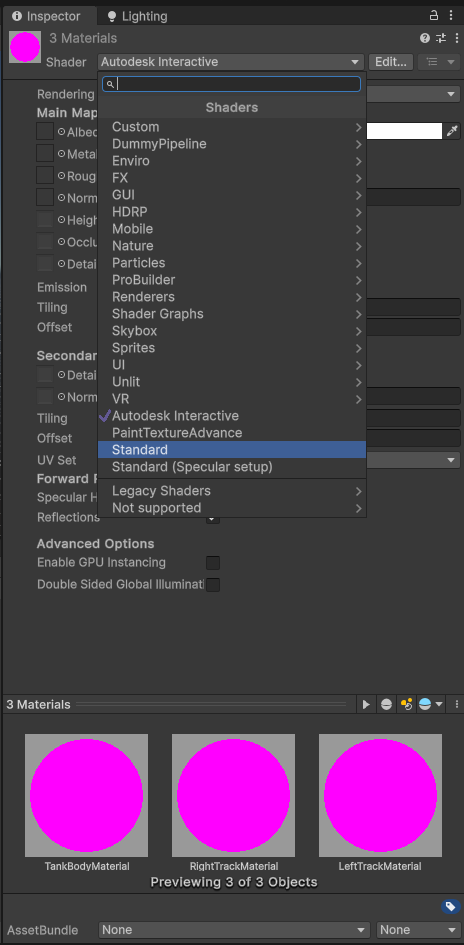 Inspector Lighting
3 Materials
Shader Autodesk Interactive Edit...
Shaders
Rendering
Main Map
Custom
Albed
DummyPipeline
Metal
Enviro
Roug
FX
Norm
GUI
Heigh
HDRP
Occlu
Mobile
Detai
Nature
Particles
Emission
ProBuilder
Tiling
Renderers
Offset
Shader Graphs
Skybox
Secondar
Sprites
Detai
UI
Norm
Unlit
VR
Tiling
Autodesk Interactive
Offset
PaintTextureAdvance
UV Set
Standard
Forward R
Standard (Specular setup)
Specular H
Legacy Shaders
Reflections
Not supported
Advanced Options
Enable GPU Instancing
Double Sided Global Illuminati
3 Materials
TankBodyMaterial RightTrackMaterial LeftTrackMaterial
Previewing 3 of 3 Objects
AssetBundle None None